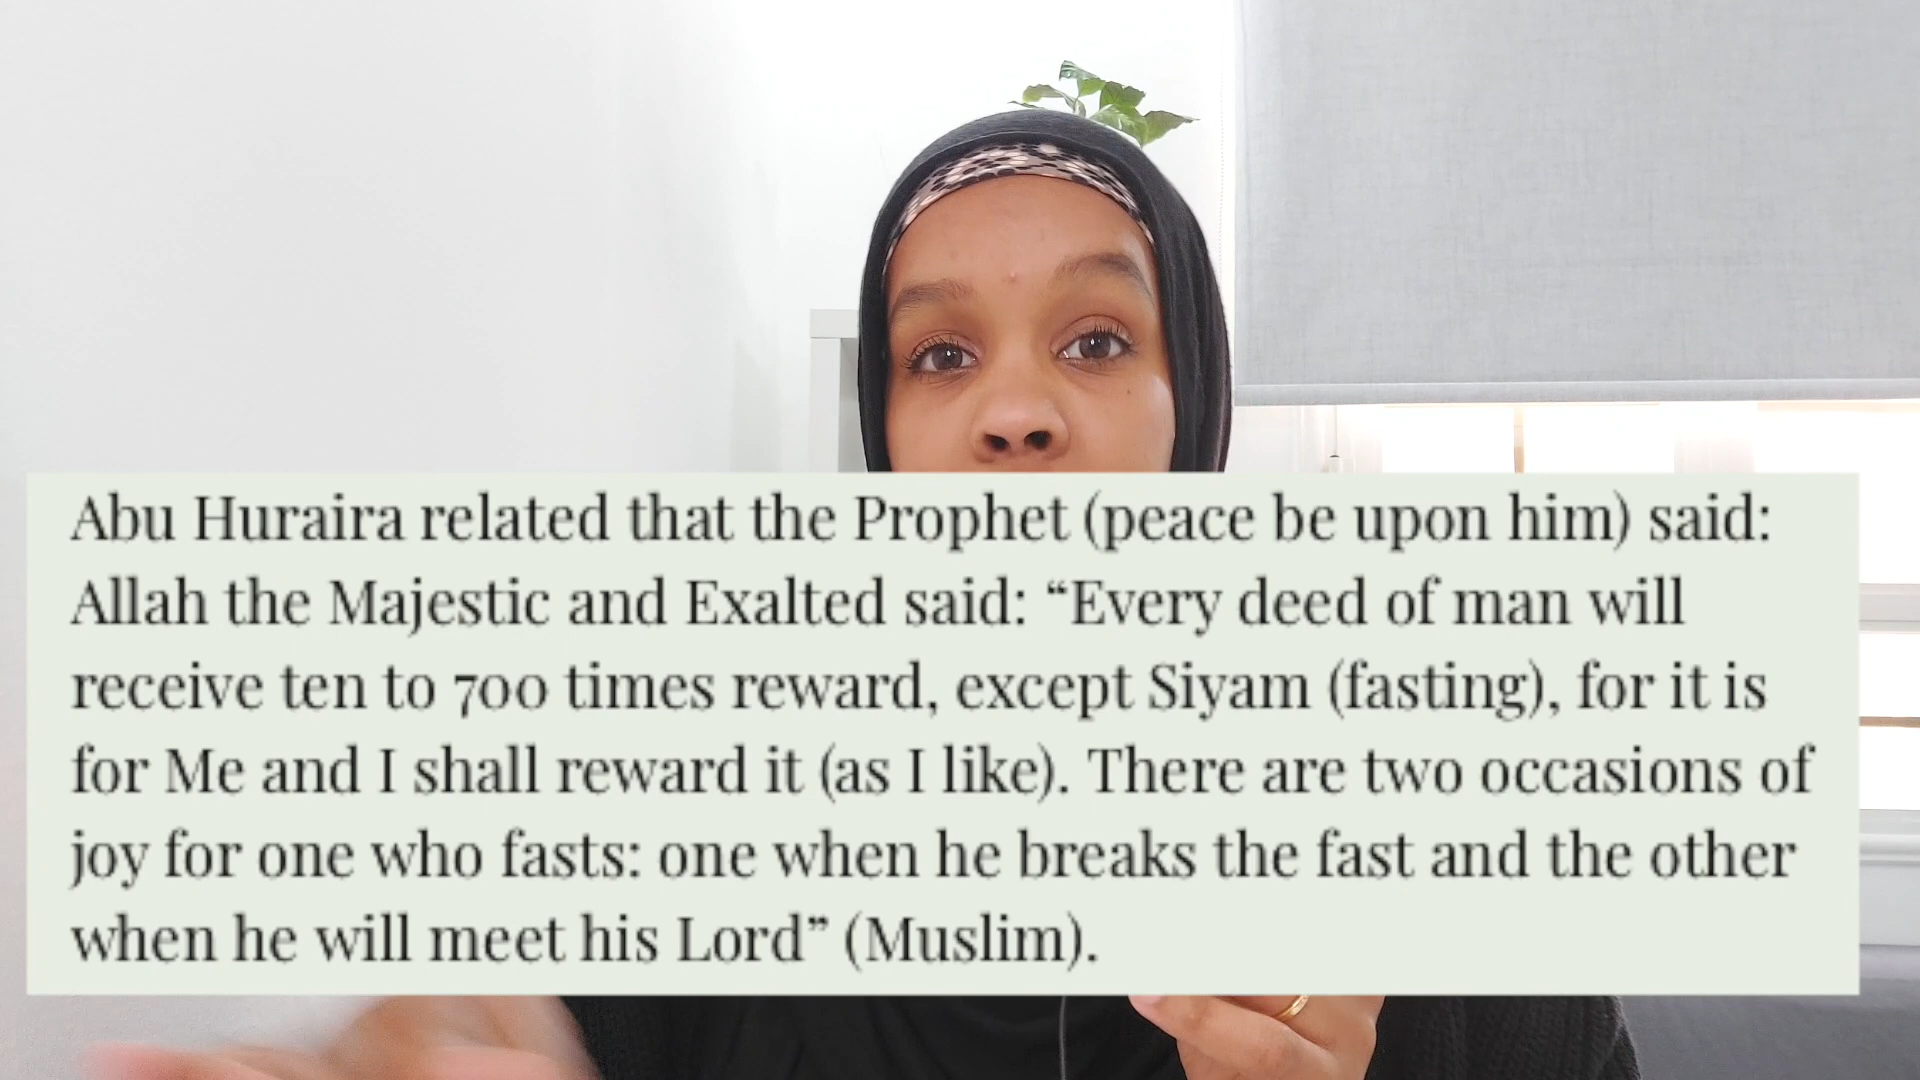 Abu Huraira related that the Prophet (peace be upon him) said:
Allah the Majestic and Exalted said: “Every deed of man will
receive ten to 700 times reward, except Siyam (fasting), for it is
for Me and I shall reward it (as I like). There are two occasions of
joy for one who fasts: one when he breaks the fast and the other
when he will meet his Lord” (Muslim).